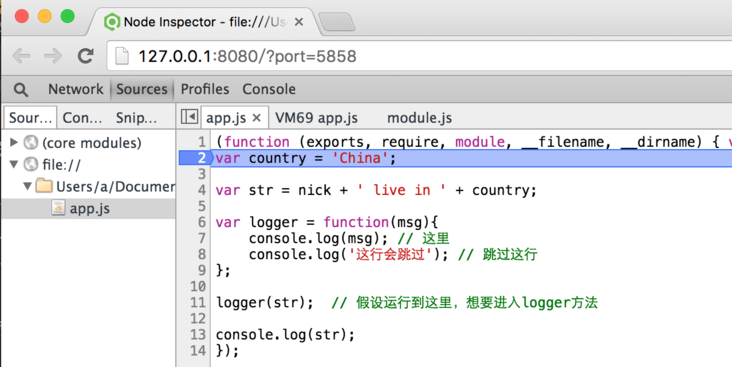 Node Inspector - file:///Us
127.0.0.1:8080/?port=5858
Network Sources Profiles Console
Sour... Con... Snip... app.js × VM69 app.js module.js
(core modules)
file://
Users/a/Documer
app.js
1 (function (exports, require, module, __filename, __dirname) { v
2 var country = 'China';
3
4 var str = nick + ' live in ' + country;
5
6 var logger = function(msg){
7 console.log(msg); // 这里
8 console.log('这行会跳过'); // 跳过这行
9 };
10
11 logger(str); // 假设运行到这里，想要进入logger方法
12
13 console.log(str);
14 });